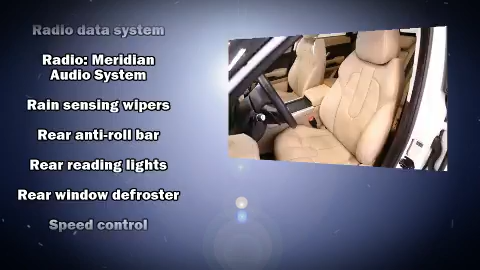 Radio data system
Radio: Meridian
Audio System
Rain sensing wipers
Rear anti-roll bar
Rear reading lights
Rear window defroster
Speed control